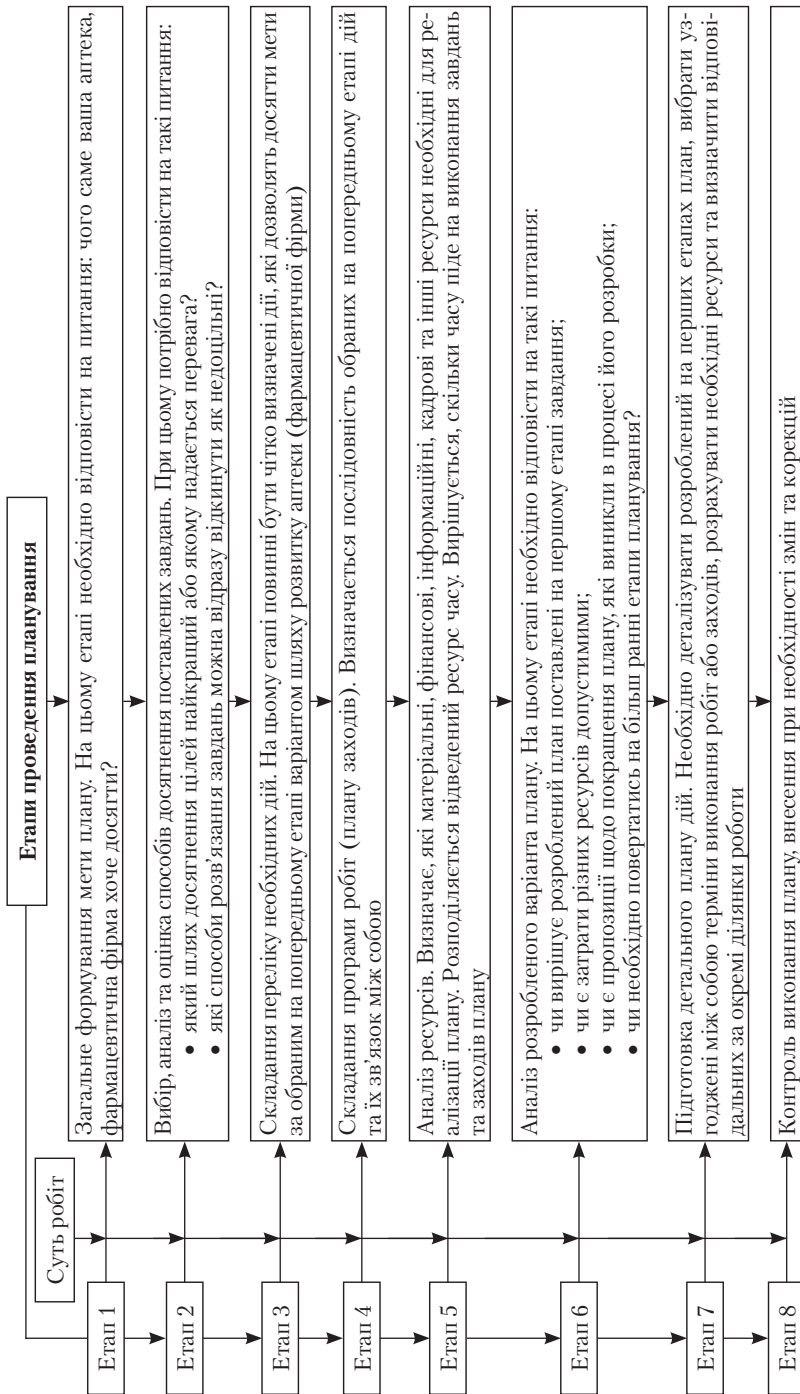 Етапи проведення планування
Суть робіт
Етап 1
Загальне формування мети плану. На цьому етапі необхідно відповісти на питання: чого саме ваша аптека,
фармацевтична фірма хоче досягти?
Етап 2
Вибір, аналіз та оцінка способів досягнення поставлених завдань. При цьому потрібно відповісти на такі питання:
• який шлях досягнення цілей найкращий або якому надається перевага?
• які способи розв'язання завдань можна відразу відкинути як недоцільні?
Етап 3
Складання переліку необхідних дій. На цьому етапі повинні бути чітко визначені дії, які дозволять досягти мети
за обраним на попередньому етапі варіантом шляху розвитку аптеки (фармацевтичної фірми)
Етап 4
Складання програми робіт (плану заходів). Визначається послідовність обраних на попередньому етапі дій
та їх зв'язок між собою
Етап 5
Аналіз ресурсів. Визначає, які матеріальні, фінансові, інформаційні, кадрові та інші ресурси необхідні для ре-
алізації плану. Розподіляється відведений ресурс часу. Вирішується, скільки часу піде на виконання завдань
та заходів плану
Етап 6
Аналіз розробленого варіанта плану. На цьому етапі необхідно відповісти на такі питання:
• чи вирішує розроблений план поставлені на першому етапі завдання;
• чи є затрати різних ресурсів допустимими;
• чи є пропозиції щодо покращення плану, які виникли в процесі його розробки;
• чи необхідно повертатись на більш ранні етапи планування?
Етап 7
Підготовка детального плану дій. Необхідно деталізувати розроблений на перших етапах план, вибрати уз-
годжені між собою терміни виконання робіт або заходів, розрахувати необхідні ресурси та визначити відпові-
дальних за окремі ділянки роботи
Етап 8
Контроль виконання плану, внесення при необхідності змін та корекцій